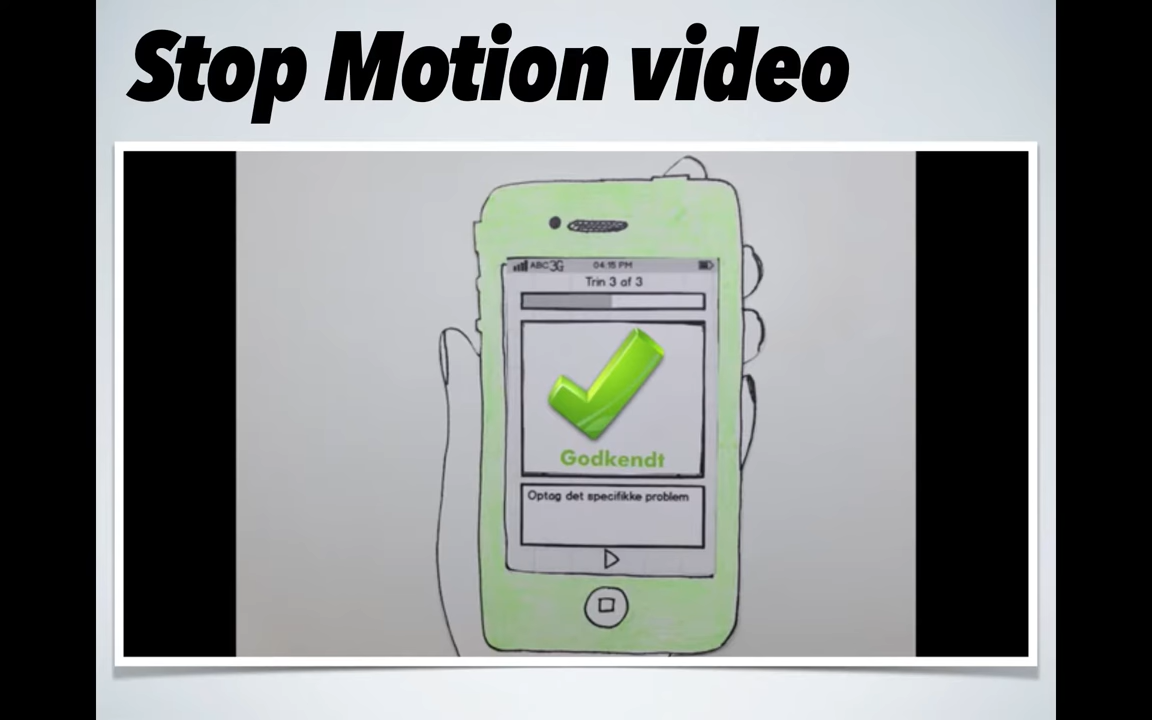 Stop Motion video
ABC 3G 04:15 PM
Trin 3 af 3
Godkendt
Optag det specifikke problem